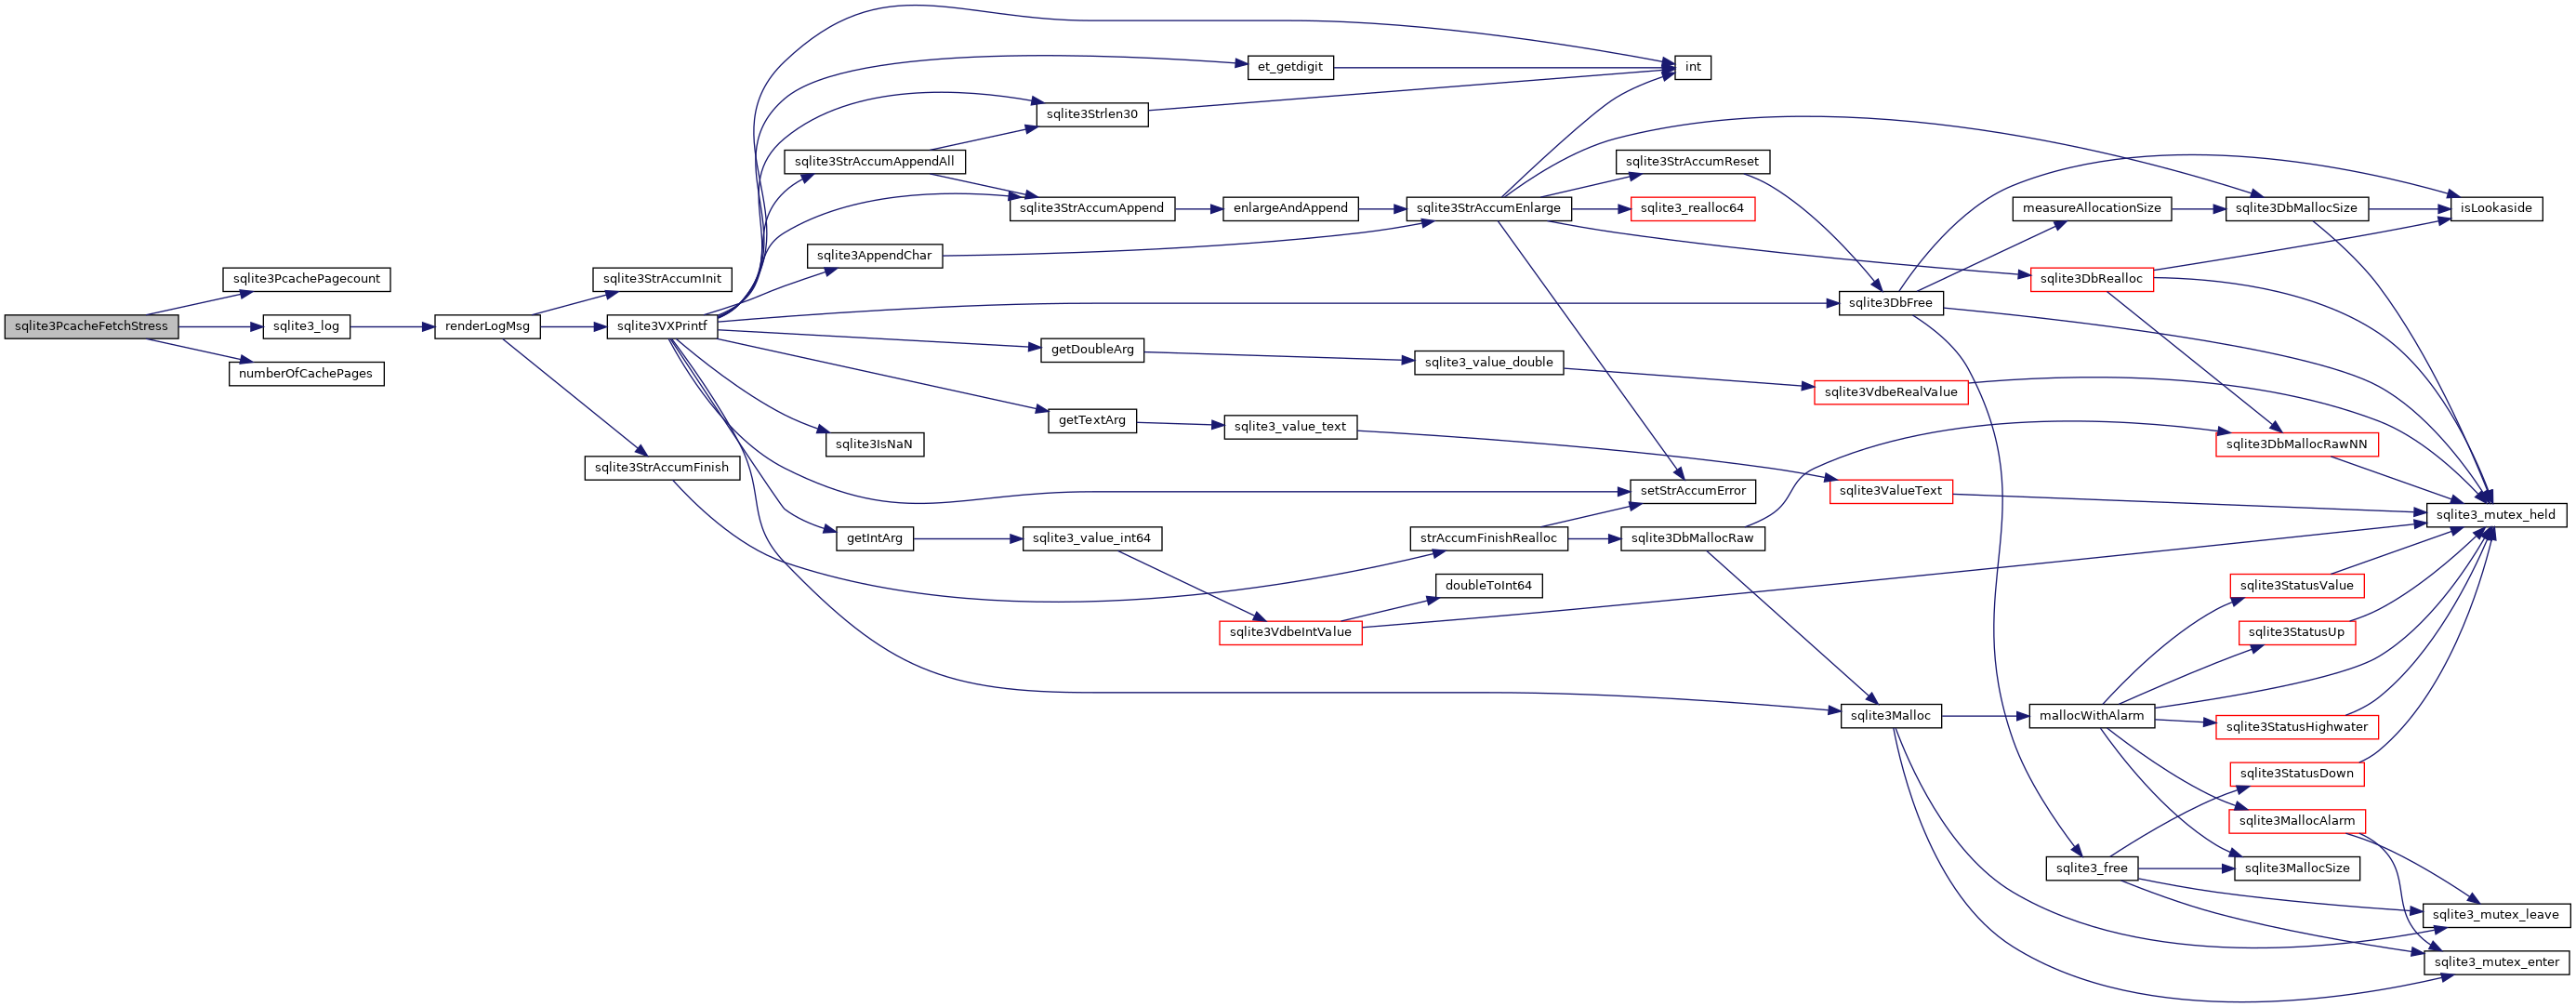 int
et_getdigit
sqlite3Strlen30
sqlite3StrAccumAppendAll
sqlite3StrAccumReset
sqlite3StrAccumAppend
enlargeAndAppend
sqlite3StrAccumEnlarge
sqlite3_realloc64
measureAllocationSize
sqlite3DbMallocSize
isLookaside
sqlite3AppendChar
sqlite3PcachePagecount
sqlite3StrAccumInit
sqlite3DbRealloc
sqlite3DbFree
sqlite3PcacheFetchStress
sqlite3_log
renderLogMsg
sqlite3VXPrintf
getDoubleArg
sqlite3_value_double
numberOfCachePages
sqlite3VdbeRealValue
getTextArg
sqlite3_value_text
sqlite3IsNaN
sqlite3DbMallocRawNN
sqlite3StrAccumFinish
setStrAccumError
sqlite3ValueText
sqlite3_mutex_held
getIntArg
sqlite3_value_int64
strAccumFinishRealloc
sqlite3DbMallocRaw
doubleToInt64
sqlite3StatusValue
sqlite3VdbeIntValue
sqlite3StatusUp
sqlite3Malloc
mallocWithAlarm
sqlite3StatusHighwater
sqlite3StatusDown
sqlite3MallocAlarm
sqlite3_free
sqlite3MallocSize
sqlite3_mutex_leave
sqlite3_mutex_enter